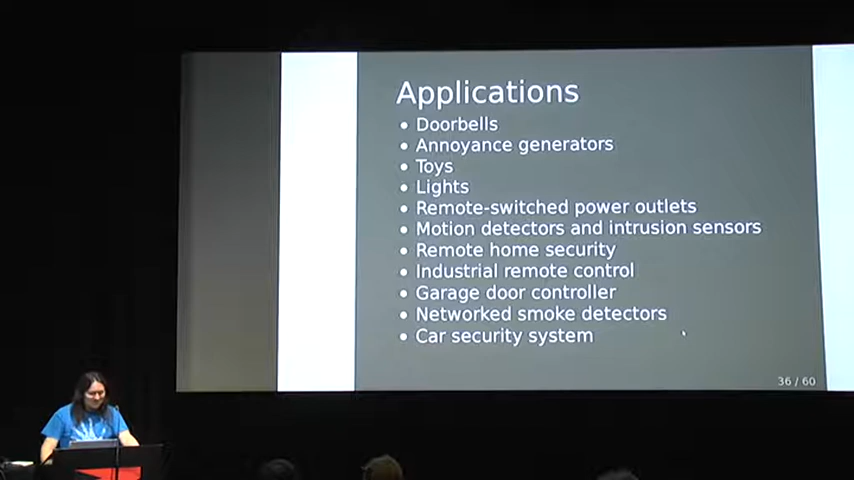 Applications
• Doorbells
• Annoyance generators
• Toys
• Lights
• Remote-switched power outlets
• Motion detectors and intrusion sensors
• Remote home security
• Industrial remote control
• Garage door controller
• Networked smoke detectors
• Car security system
36 / 60